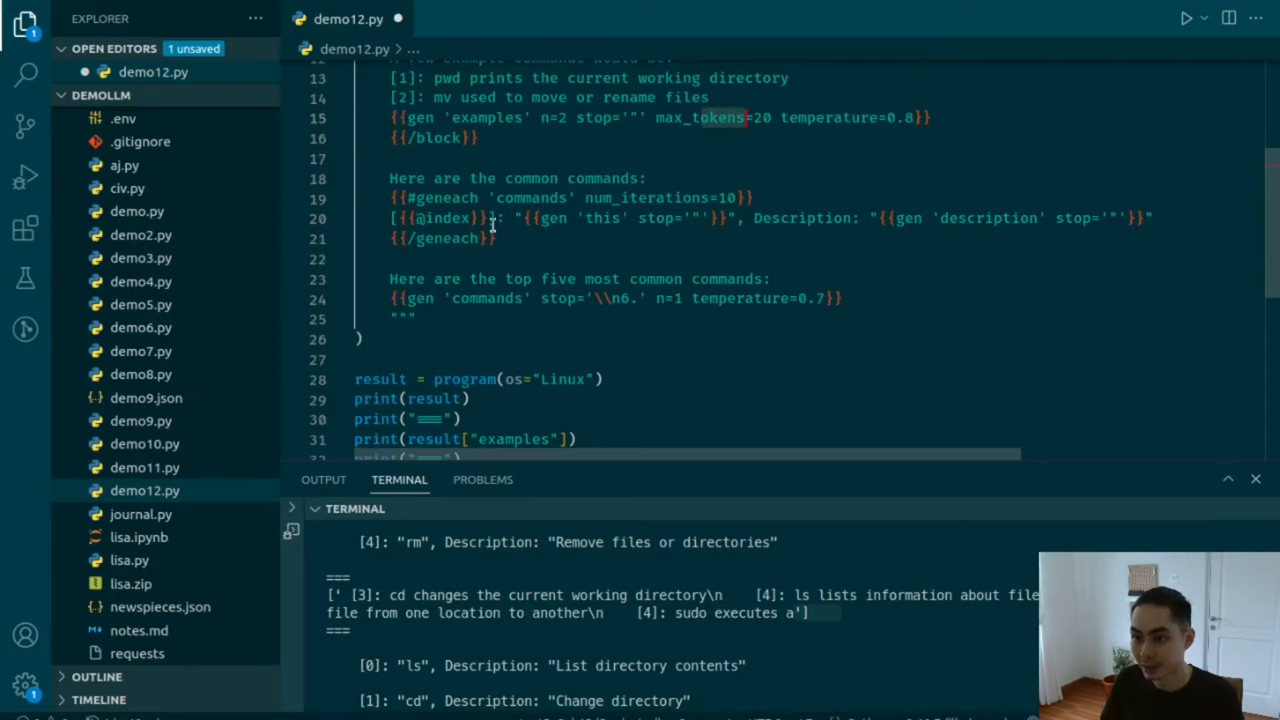 EXPLORER
OPEN EDITORS 1 unsaved
demo12.py
DEMOLLM
.env
.gitignore
aj.py
civ.py
demo.py
demo2.py
demo3.py
demo4.py
demo5.py
demo6.py
demo7.py
demo8.py
demo9.json
demo9.py
demo10.py
demo11.py
demo12.py
journal.py
lisa.ipynb
lisa.py
lisa.zip
newspieces.py
notes.md
requests
OUTLINE
TIMELINE
1
1
demo12.py
demo12.py > ...
13 [1]: pwd prints the current working directory
14 [2]: mv used to move or rename files
15 {{gen 'examples' n=2 stop='"' max_tokens=20 temperature=0.8}}
16 {{/block}}
17
18 Here are the common commands:
19 {{#geneach 'commands' num_iterations=10}}
20 [{{@index}}]: "{{gen 'this' stop='"'}}", Description: "{{gen 'description' stop='"'}}"
21 {{/geneach}}
22
23 Here are the top five most common commands:
24 {{gen 'commands' stop='\\n6.' n=1 temperature=0.7}}
25 """
26 )
27
28 result = program(os="Linux")
29 print(result)
30 print("===")
31 print(result["examples"])
32 print("===")
OUTPUT TERMINAL PROBLEMS
TERMINAL
[4]: "rm", Description: "Remove files or directories"
===
[' [3]: cd changes the current working directory\n [4]: ls lists information about file
file from one location to another\n [4]: sudo executes a']
===
[0]: "ls", Description: "List directory contents"
[1]: "cd", Description: "Change directory"